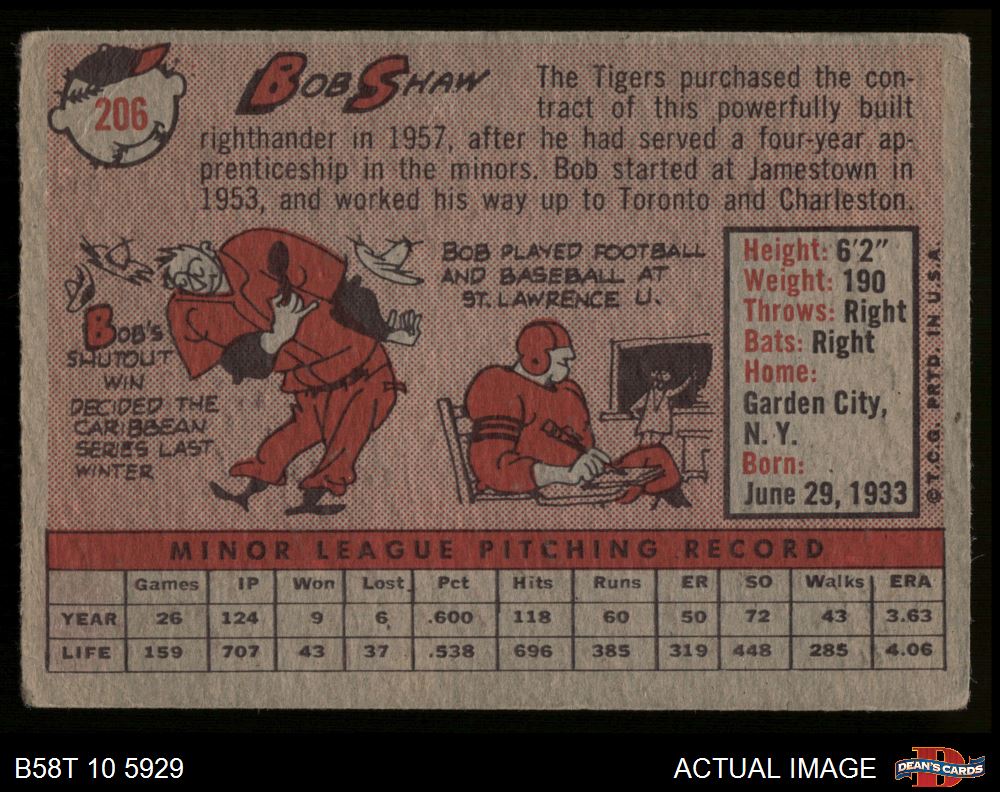 206
BOB SHAW
The Tigers purchased the con-
tract of this powerfully built
righthander in 1957, after he had served a four-year ap-
prenticeship in the minors. Bob started at Jamestown in
1953, and worked his way up to Toronto and Charleston.
BOB'S
SHUTOUT
WIN
DECIDED THE
CARIBBEAN
SERIES LAST
WINTER
BOB PLAYED FOOTBALL
AND BASEBALL AT
ST. LAWRENCE U.
Height: 6'2"
Weight: 190
Throws: Right
Bats: Right
Home:
Garden City,
N. Y.
Born:
June 29, 1933
© T.C.G. PRTD. IN U.S.A.
MINOR LEAGUE PITCHING RECORD
Games IP Won Lost Pct Hits Runs ER SO Walks ERA
YEAR 26 124 9 6 .600 118 60 50 72 43 3.63
LIFE 159 707 43 37 .538 696 385 319 448 285 4.06
B58T 10 5929
ACTUAL IMAGE
D
DEAN'S CARDS